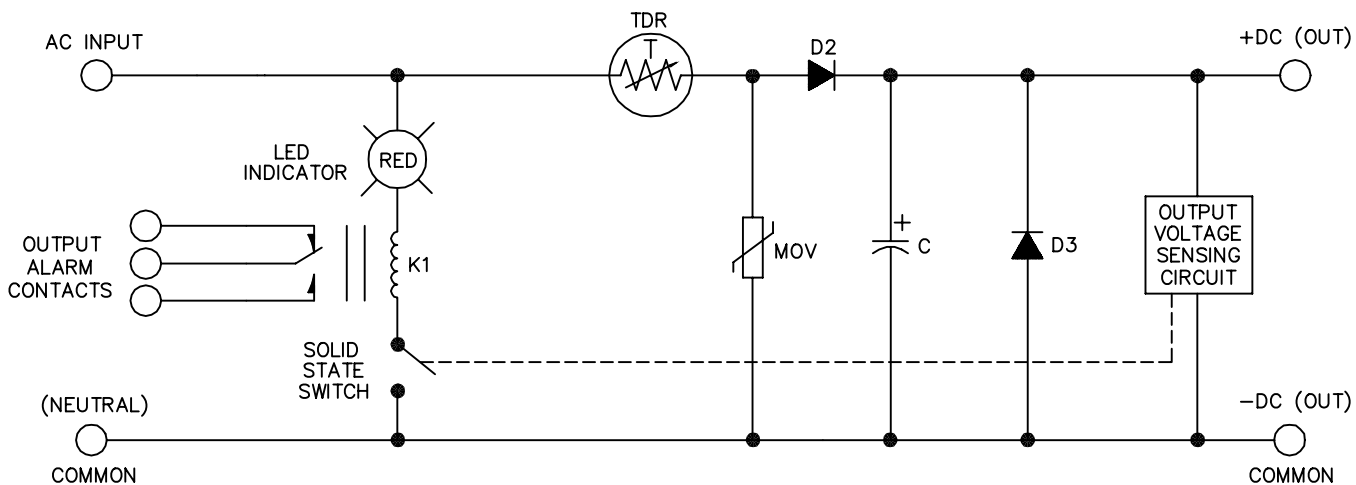 TDR
T
AC INPUT
D2
+DC (OUT)
LED
INDICATOR
RED
OUTPUT
ALARM
CONTACTS
K1
MOV
+
C
D3
OUTPUT
VOLTAGE
SENSING
CIRCUIT
SOLID
STATE
SWITCH
(NEUTRAL)
COMMON
-DC (OUT)
COMMON